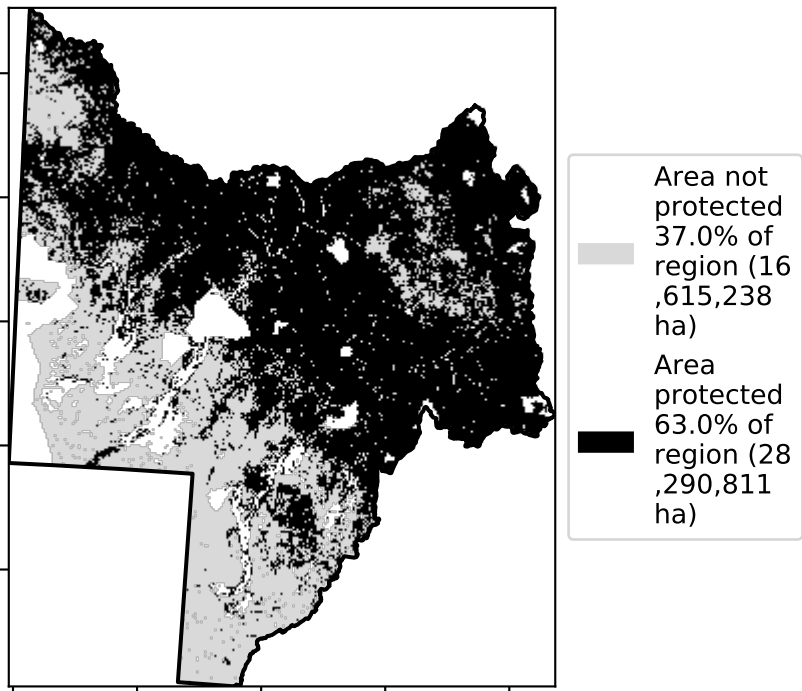 Area not
protected
37.0% of
region (16
,615,238
ha)
Area
protected
63.0% of
region (28
,290,811
ha)